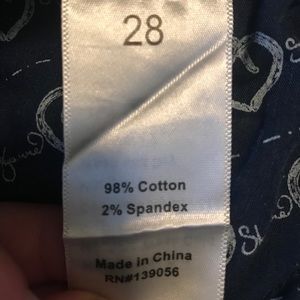 28
98% Cotton
2% Spandex
Made in China
RN#139056